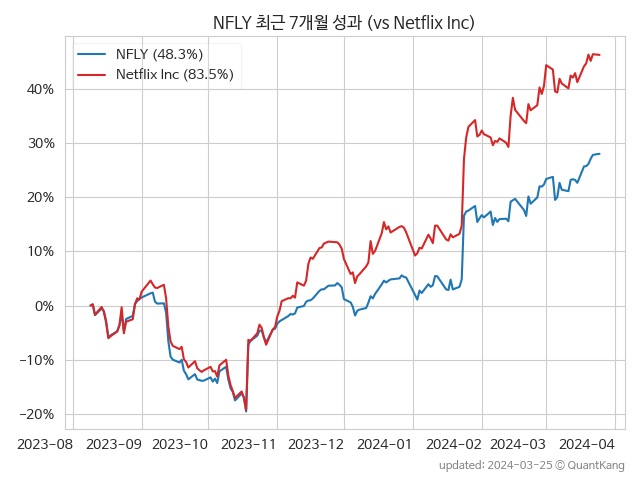 NFLY 최근 7개월 성과 (vs Netflix Inc)
NFLY (48.3%)
Netflix Inc (83.5%)
40%
30%
20%
10%
0%
−10%
−20%
2023-08 2023-09 2023-10 2023-11 2023-12 2024-01 2024-02 2024-03 2024-04
updated: 2024-03-25 © QuantKang